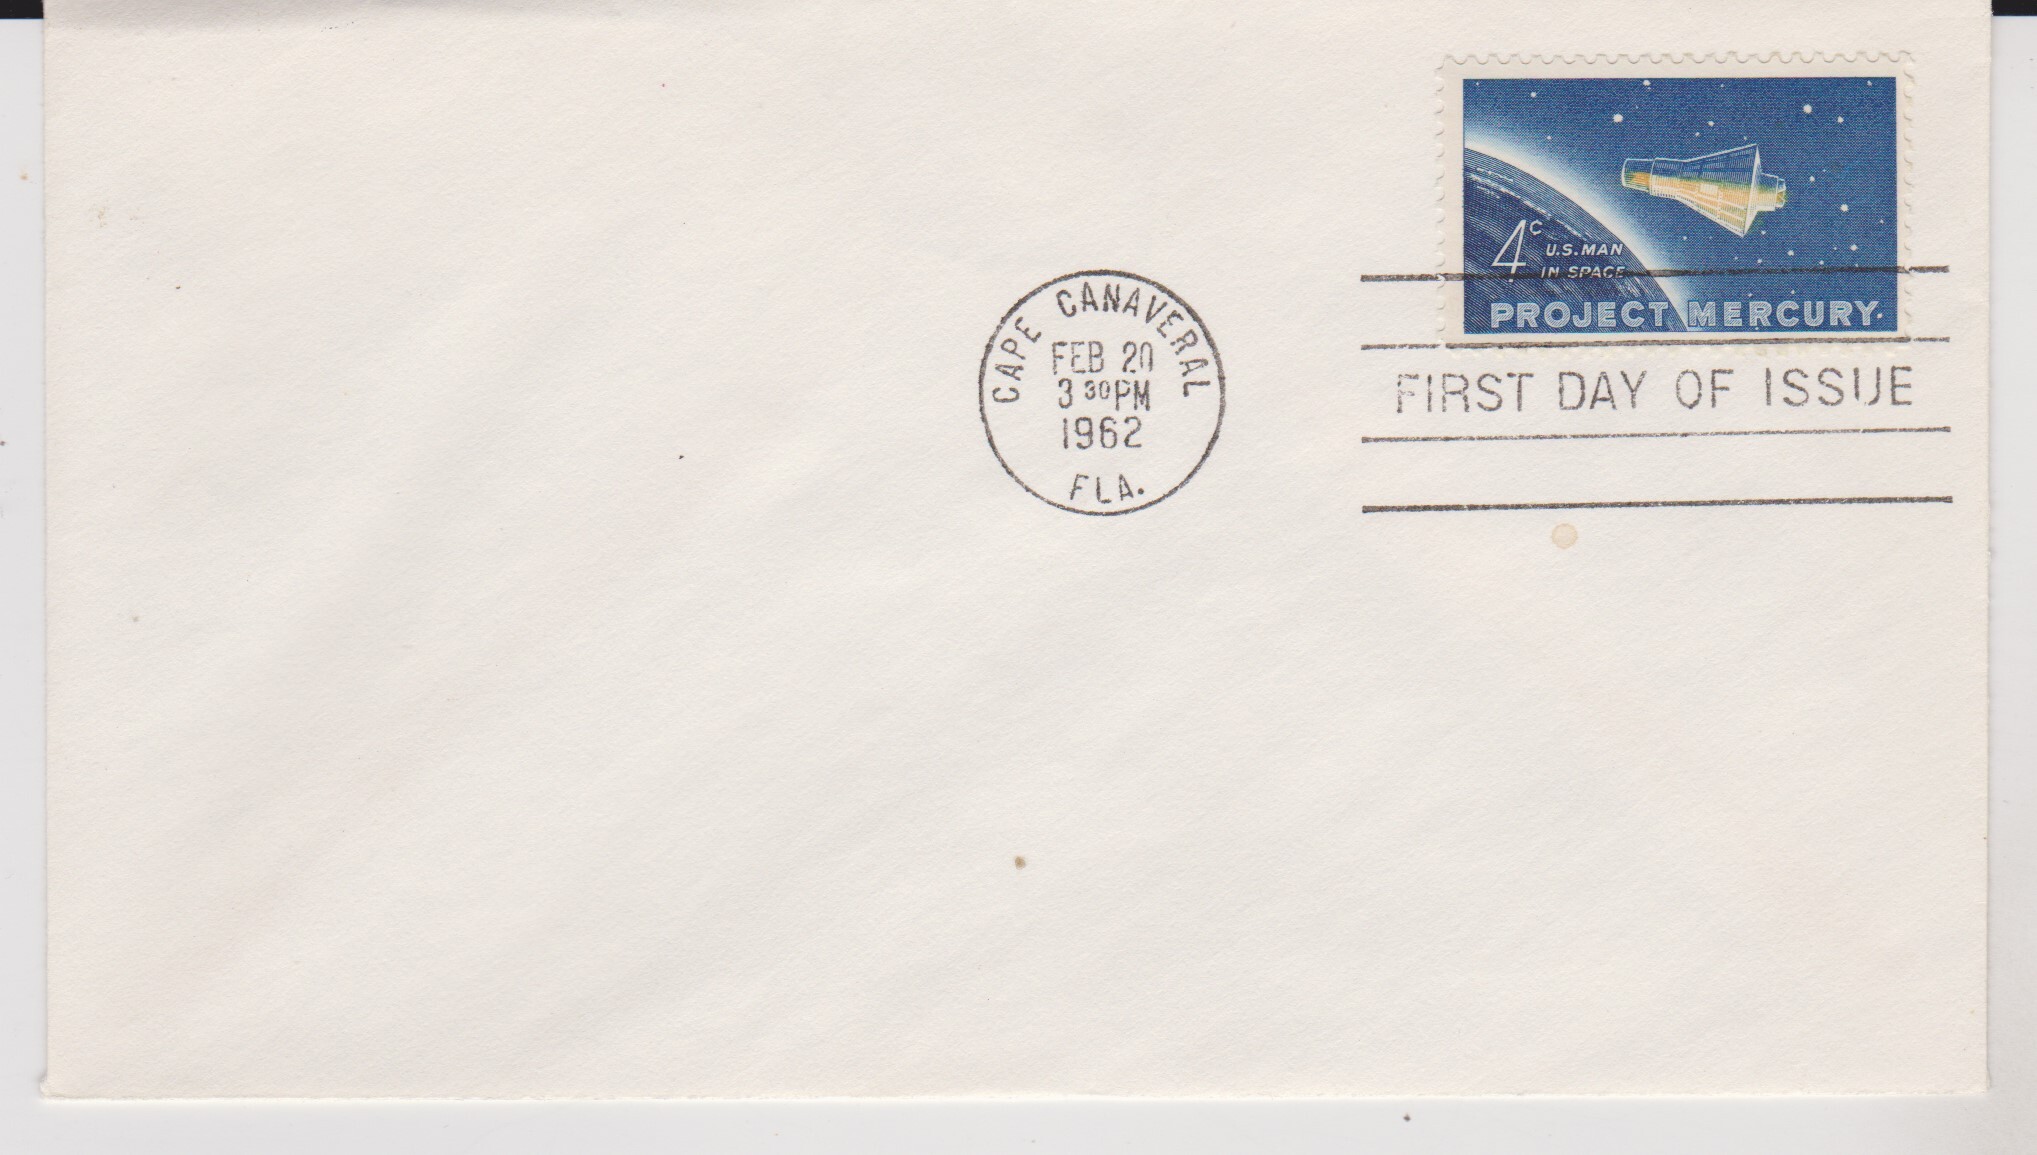 4c
U.S. MAN
IN SPACE
PROJECT MERCURY
CAPE CANAVERAL
FEB 20
3 30 PM
1962
FLA.
FIRST DAY OF ISSUE